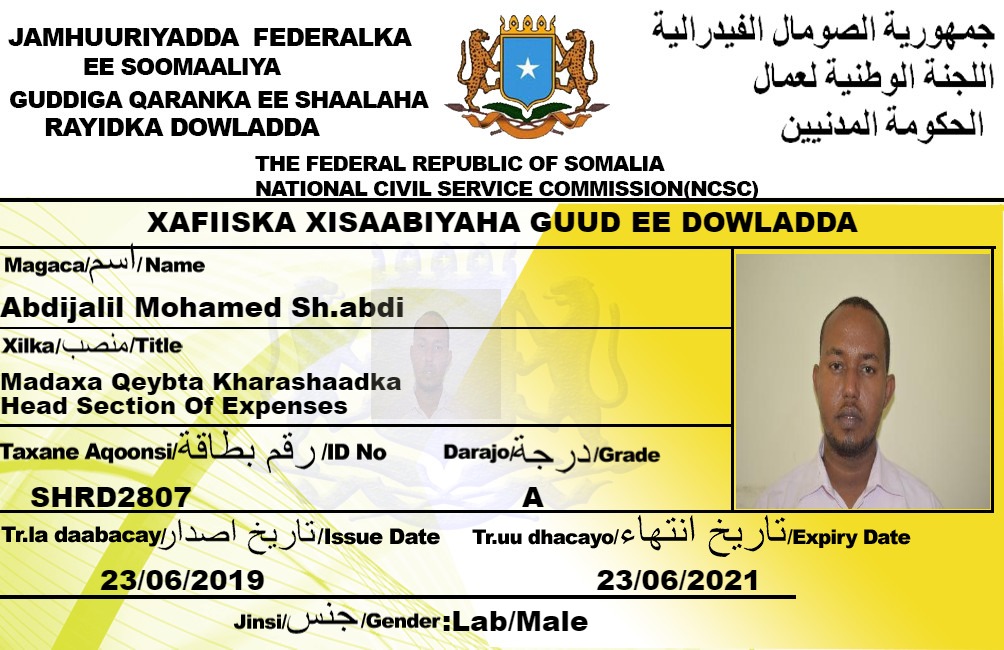 JAMHUURIYADDA FEDERALKA
EE SOOMAALIYA
GUDDIGA QARANKA EE SHAALAHA
RAYIDKA DOWLADDA
جمهورية الصومال الفيدرالية
اللجنة الوطنية لعمال
الحكومة المدنيين
THE FEDERAL REPUBLIC OF SOMALIA
NATIONAL CIVIL SERVICE COMMISSION(NCSC)
XAFIISKA XISAABIYAHA GUUD EE DOWLADDA
Magaca/اسم/Name
Abdijalil Mohamed Sh.abdi
Xilka/منصب/Title
Madaxa Qeybta Kharashaadka
Head Section Of Expenses
Taxane Aqoonsi/رقم بطاقة/ID No Darajo/درجة/Grade
SHRD2807 A
Tr.la daabacay/تاريخ اصدار/Issue Date Tr.uu dhacayo/تاريخ انتهاء/Expiry Date
23/06/2019 23/06/2021
Jinsi/جنس/Gender:Lab/Male